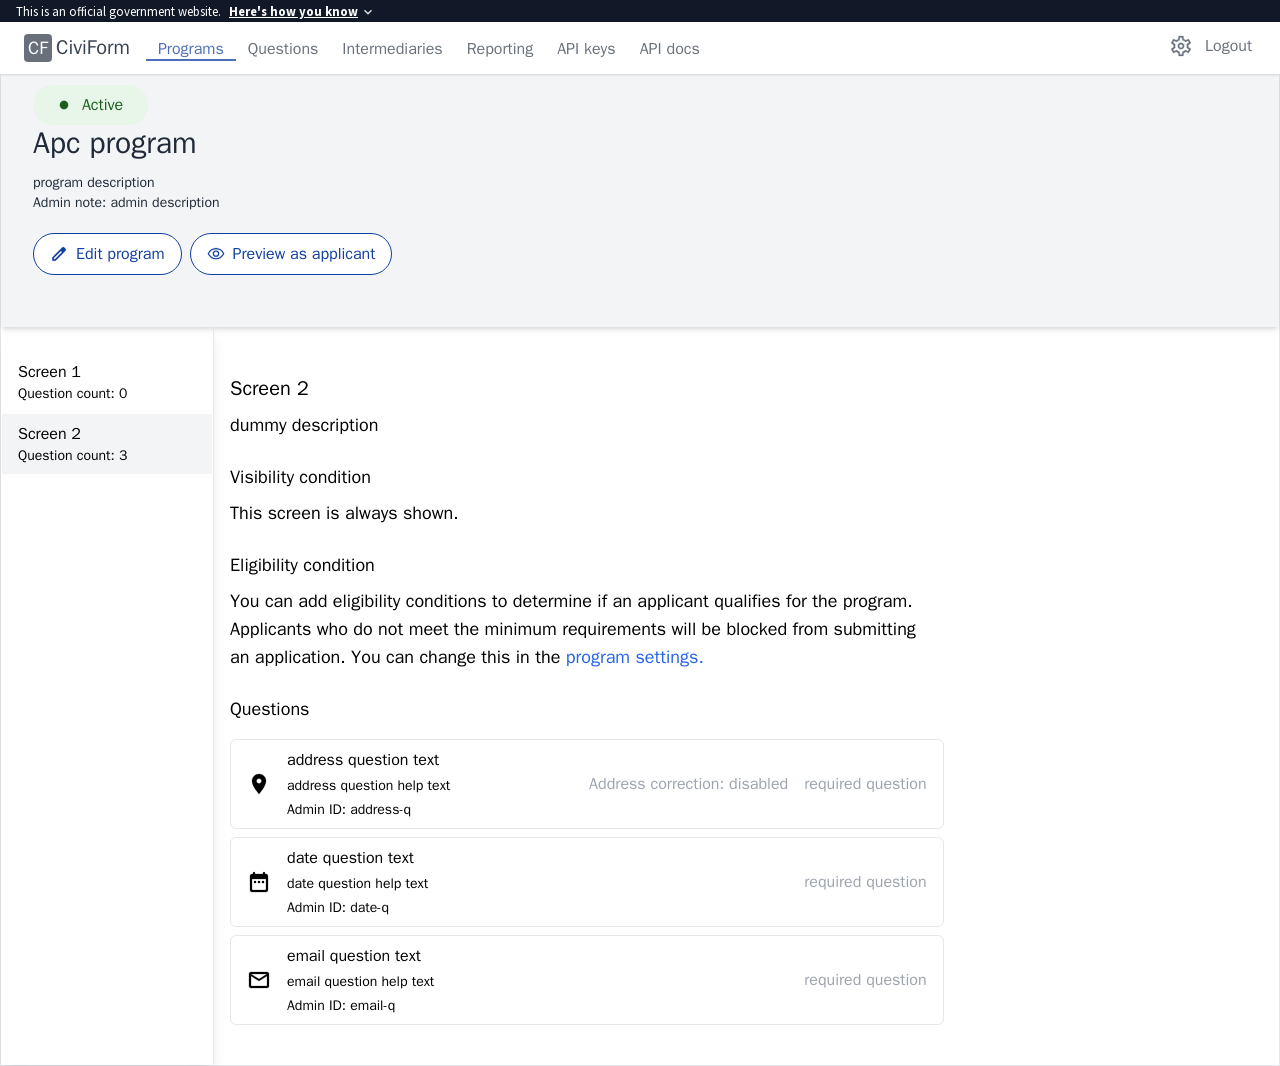 This is an official government website. Here's how you know
CF CiviForm Programs Questions Intermediaries Reporting API keys API docs Logout
Active
Apc program
program description
Admin note: admin description
Edit program Preview as applicant
Screen 1
Question count: 0
Screen 2
Question count: 3
Screen 2
dummy description
Visibility condition
This screen is always shown.
Eligibility condition
You can add eligibility conditions to determine if an applicant qualifies for the program.
Applicants who do not meet the minimum requirements will be blocked from submitting
an application. You can change this in the program settings.
Questions
address question text
address question help text
Admin ID: address-q
Address correction: disabled required question
date question text
date question help text
Admin ID: date-q
required question
email question text
email question help text
Admin ID: email-q
required question